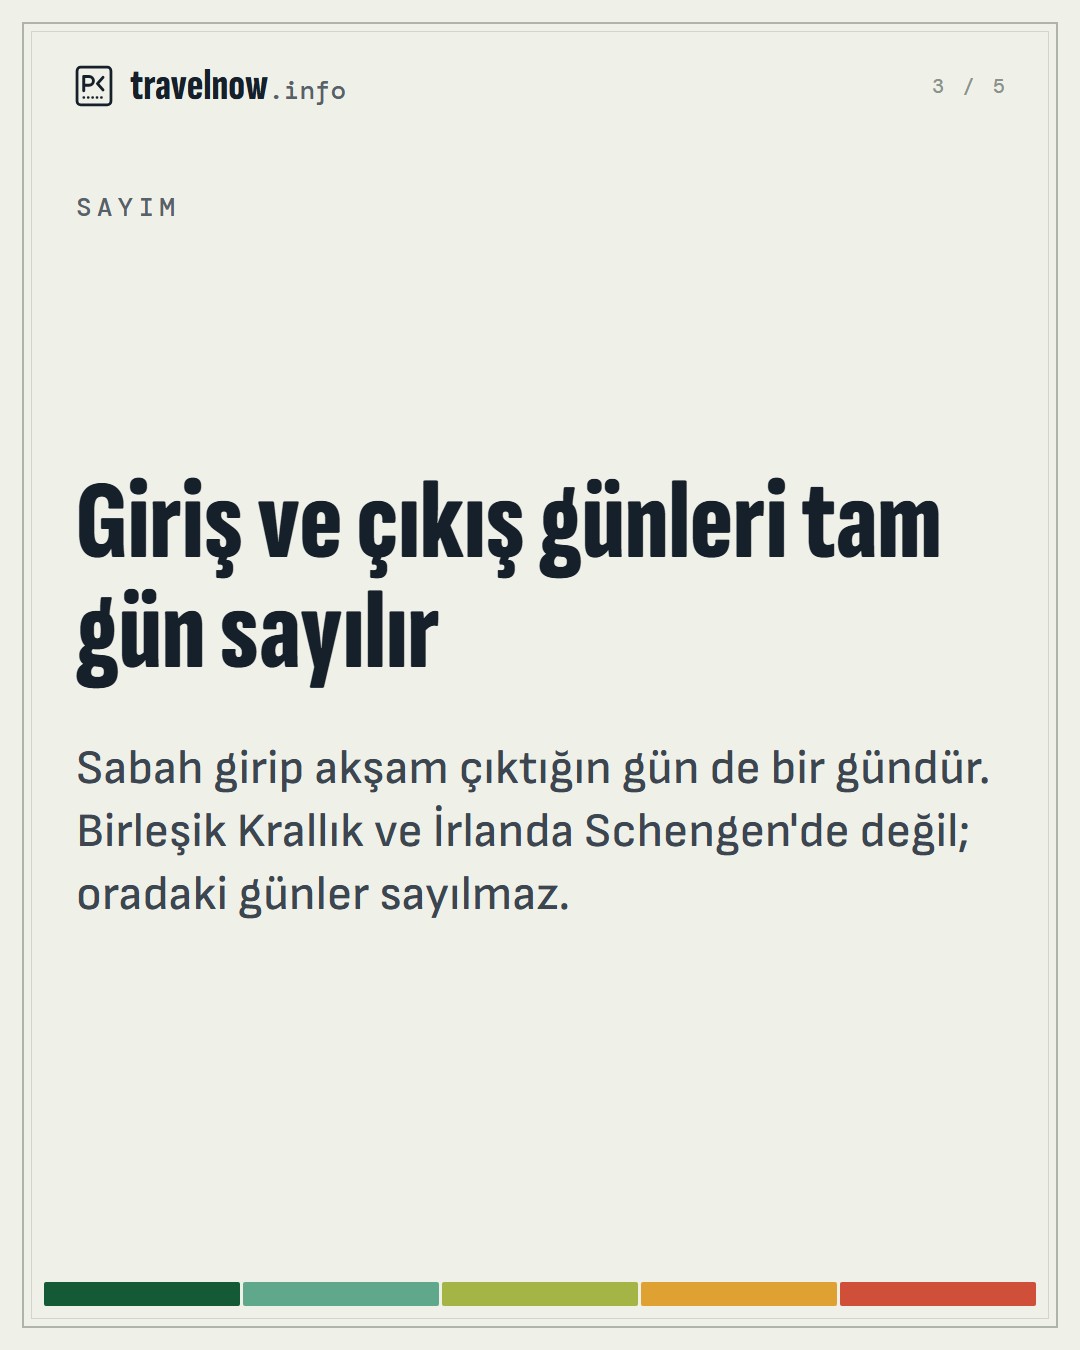 travelnow.info
3 / 5
SAYIM
Giriş ve çıkış günleri tam
gün sayılır
Sabah girip akşam çıktığın gün de bir gündür.
Birleşik Krallık ve İrlanda Schengen'de değil;
oradaki günler sayılmaz.